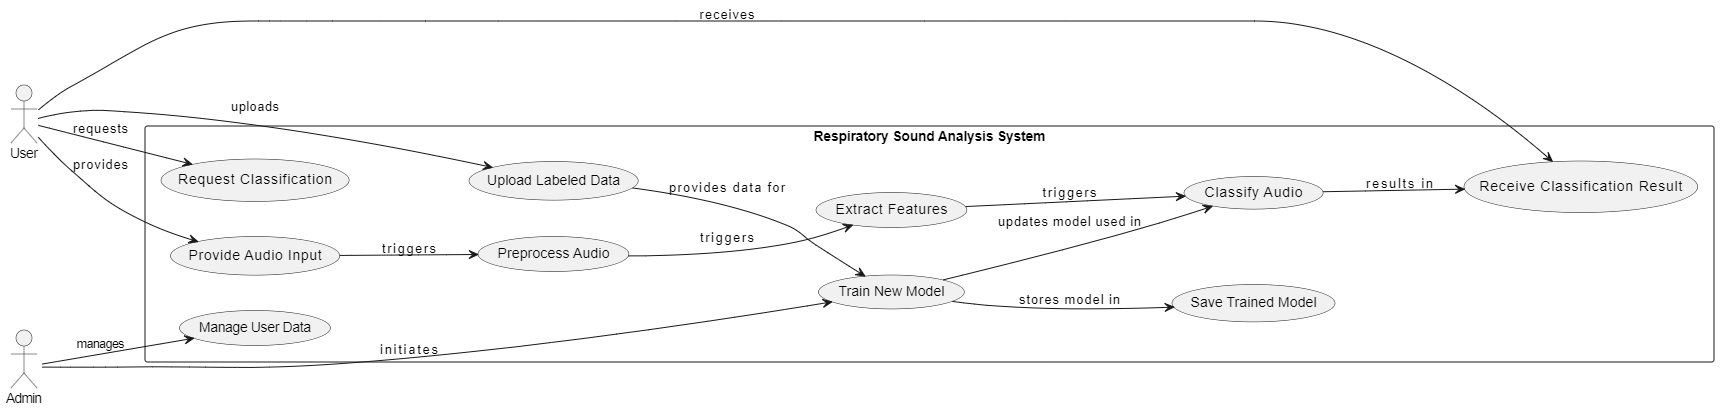 receives
uploads
requests
Respiratory Sound Analysis System
User
provides
Request Classification
Upload Labeled Data
provides data for
triggers
results in
Receive Classification Result
Classify Audio
Extract Features
updates model used in
triggers
Provide Audio Input
triggers
Preprocess Audio
Train New Model
stores model in
Save Trained Model
Manage User Data
manages
initiates
Admin